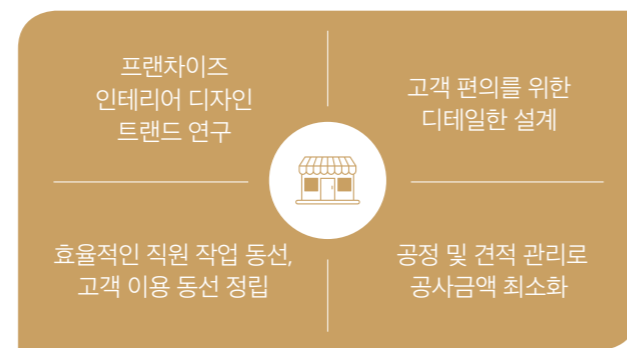 프랜차이즈
인테리어 디자인
트랜드 연구
고객 편의를 위한
디테일한 설계
효율적인 직원 작업 동선,
고객 이용 동선 정립
공정 및 견적 관리로
공사금액 최소화